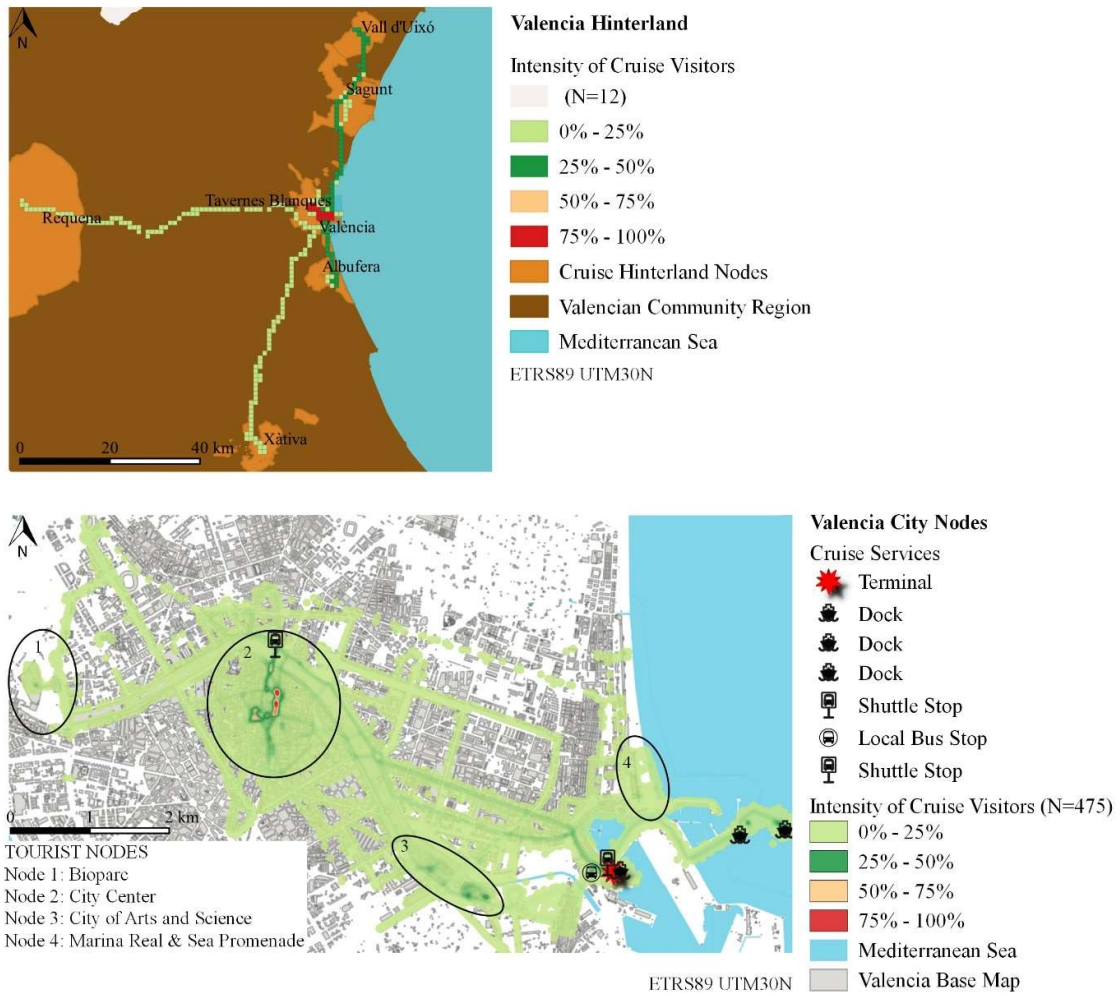 N
Vall d'Uixó
Sagunt
Tavernes Blanques
Requena
València
Albufera
Xàtiva
0 20 40 km
Valencia Hinterland
Intensity of Cruise Visitors
(N=12)
0% - 25%
25% - 50%
50% - 75%
75% - 100%
Cruise Hinterland Nodes
Valencian Community Region
Mediterranean Sea
ETRS89 UTM30N
N
1
2
3
4
0 1 2 km
TOURIST NODES
Node 1: Bioparc
Node 2: City Center
Node 3: City of Arts and Science
Node 4: Marina Real & Sea Promenade
ETRS89 UTM30N
Valencia City Nodes
Cruise Services
Terminal
Dock
Dock
Dock
Shuttle Stop
Local Bus Stop
Shuttle Stop
Intensity of Cruise Visitors (N=475)
0% - 25%
25% - 50%
50% - 75%
75% - 100%
Mediterranean Sea
Valencia Base Map